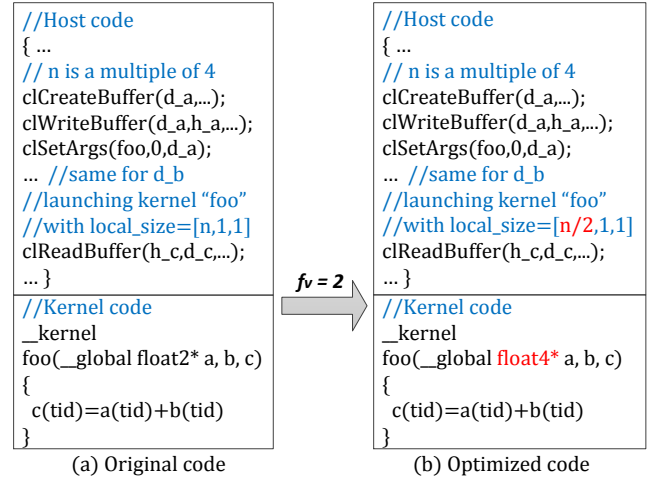 //Host code
{ ...
// n is a multiple of 4
clCreateBuffer(d_a,...);
clWriteBuffer(d_a,h_a,...);
clSetArgs(foo,0,d_a);
... //same for d_b
//launching kernel “foo”
//with local_size=[n,1,1]
clReadBuffer(h_c,d_c,...);
... }
//Kernel code
__kernel
foo(__global float2* a, b, c)
{
c(tid)=a(tid)+b(tid)
}
(a) Original code
fv = 2
//Host code
{ ...
// n is a multiple of 4
clCreateBuffer(d_a,...);
clWriteBuffer(d_a,h_a,...);
clSetArgs(foo,0,d_a);
... //same for d_b
//launching kernel “foo”
//with local_size=[n/2,1,1]
clReadBuffer(h_c,d_c,...);
... }
//Kernel code
__kernel
foo(__global float4* a, b, c)
{
c(tid)=a(tid)+b(tid)
}
(b) Optimized code